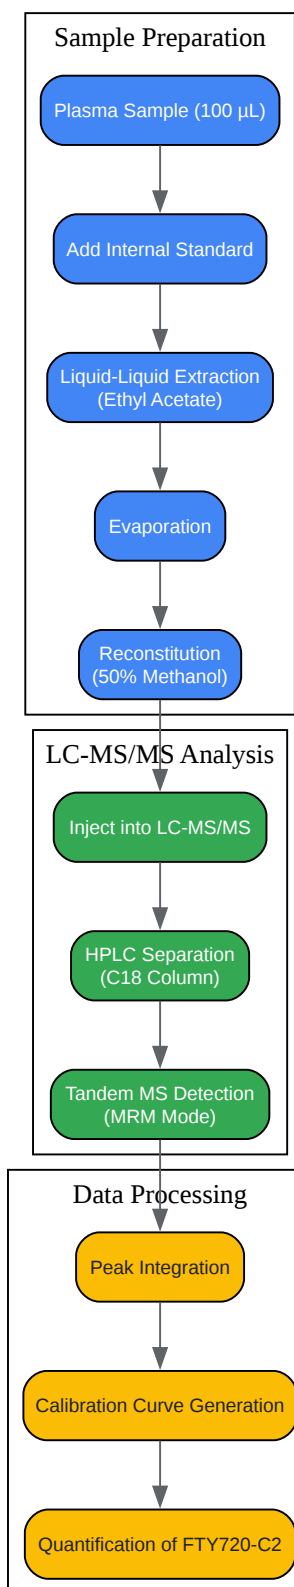 Sample Preparation
Plasma Sample (100 µL)
Add Internal Standard
Liquid-Liquid Extraction
(Ethyl Acetate)
Evaporation
Reconstitution
(50% Methanol)
LC-MS/MS Analysis
Inject into LC-MS/MS
HPLC Separation
(C18 Column)
Tandem MS Detection
(MRM Mode)
Data Processing
Peak Integration
Calibration Curve Generation
Quantification of FTY720-C2